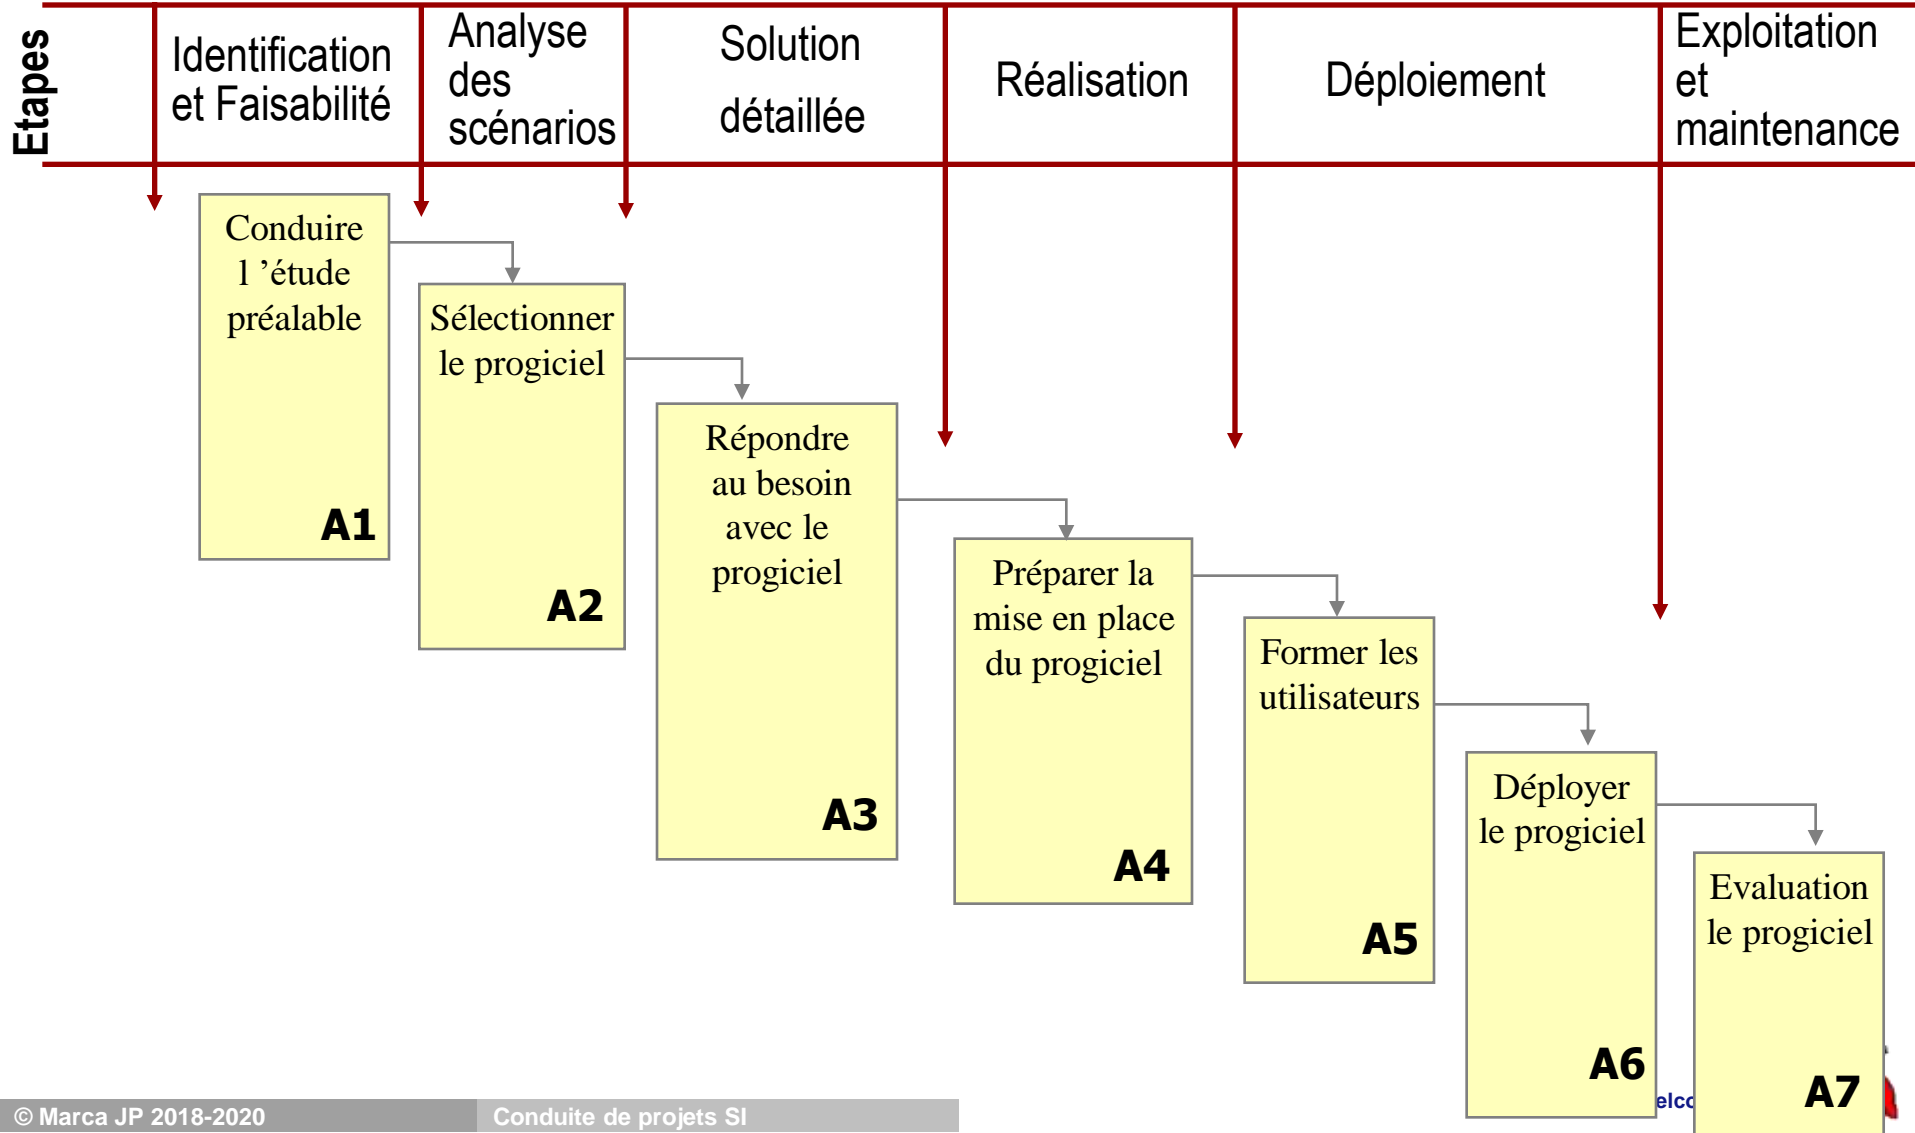 Etapes
Identification
et Faisabilité
Analyse
des
scénarios
Solution
détaillée
Réalisation
Déploiement
Exploitation
et
maintenance
Conduire
l ’étude
préalable
A1
Sélectionner
le progiciel
A2
Répondre
au besoin
avec le
progiciel
A3
Préparer la
mise en place
du progiciel
A4
Former les
utilisateurs
A5
Déployer
le progiciel
A6
Evaluation
le progiciel
A7
© Marca JP 2018-2020
Conduite de projets SI